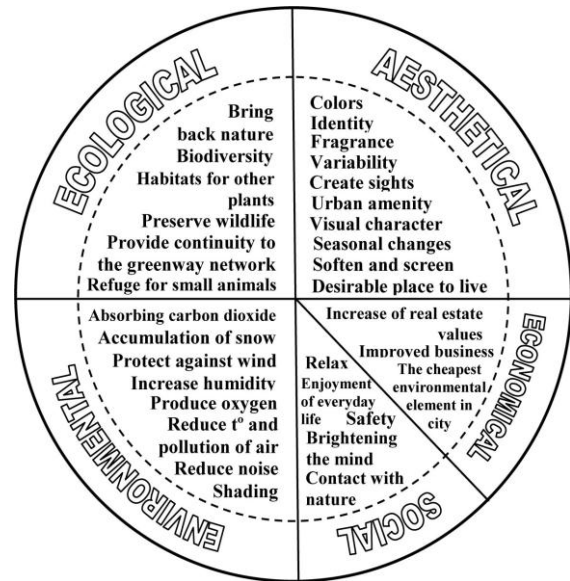 ECOLOGICAL
Bring
back nature
Biodiversity
Habitats for other
plants
Preserve wildlife
Provide continuity to
the greenway network
Refuge for small animals
AESTHETICAL
Colors
Identity
Fragrance
Variability
Create sights
Urban amenity
Visual character
Seasonal changes
Soften and screen
Desirable place to live
ENVIRONMENTAL
Absorbing carbon dioxide
Accumulation of snow
Protect against wind
Increase humidity
Produce oxygen
Reduce tº and
pollution of air
Reduce noise
Shading
SOCIAL
Relax
Enjoyment
of everyday
life
Safety
Brightening
the mind
Contact with
nature
ECONOMICAL
Increase of real estate
values
Improved business
The cheapest
environmental
element in
city